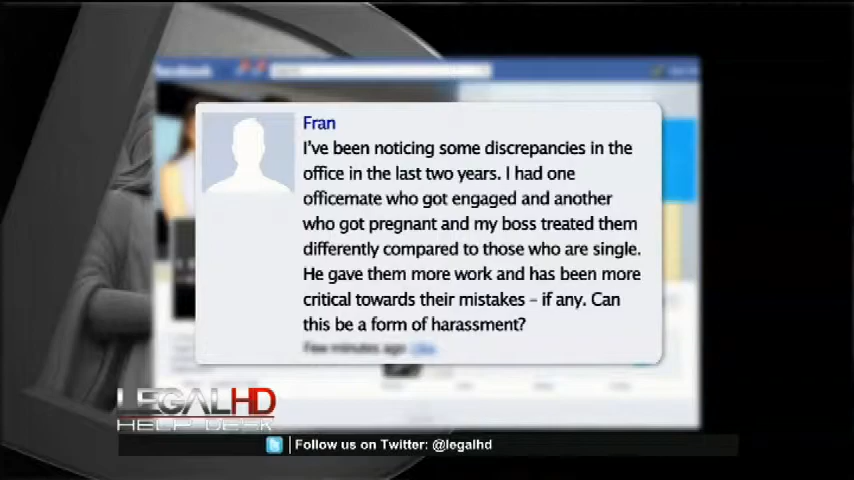 Fran
I've been noticing some discrepancies in the
office in the last two years. I had one
officemate who got engaged and another
who got pregnant and my boss treated them
differently compared to those who are single.
He gave them more work and has been more
critical towards their mistakes – if any. Can
this be a form of harassment?
Few minutes ago Like
LEGALHD
HELP DESK
Follow us on Twitter: @legalhd